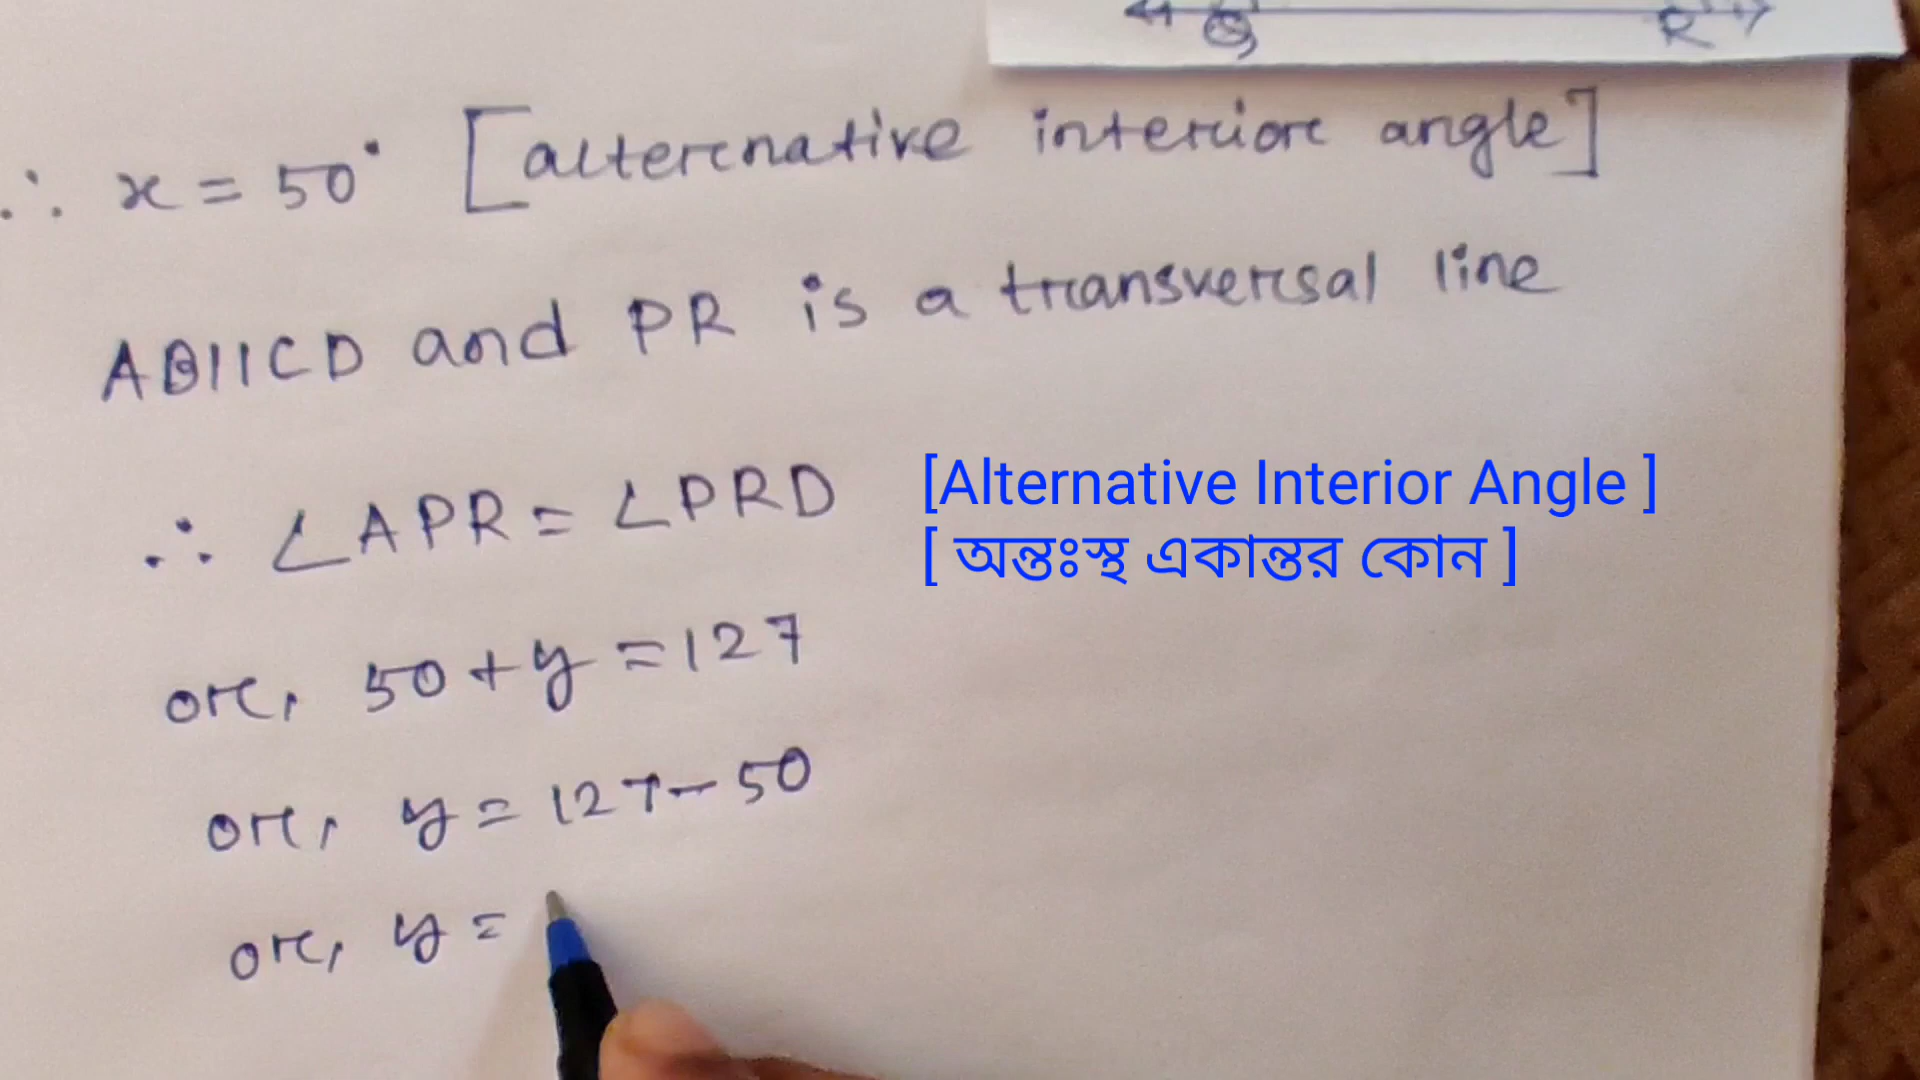 Q R
∴ x = 50° [alternative interior angle]
AB||CD and PR is a transversal line
∴ ∠APR = ∠PRD
[Alternative Interior Angle ]
[ অন্তঃস্থ একান্তর কোন ]
or, 50 + y = 127
or, y = 127 - 50
or, y =